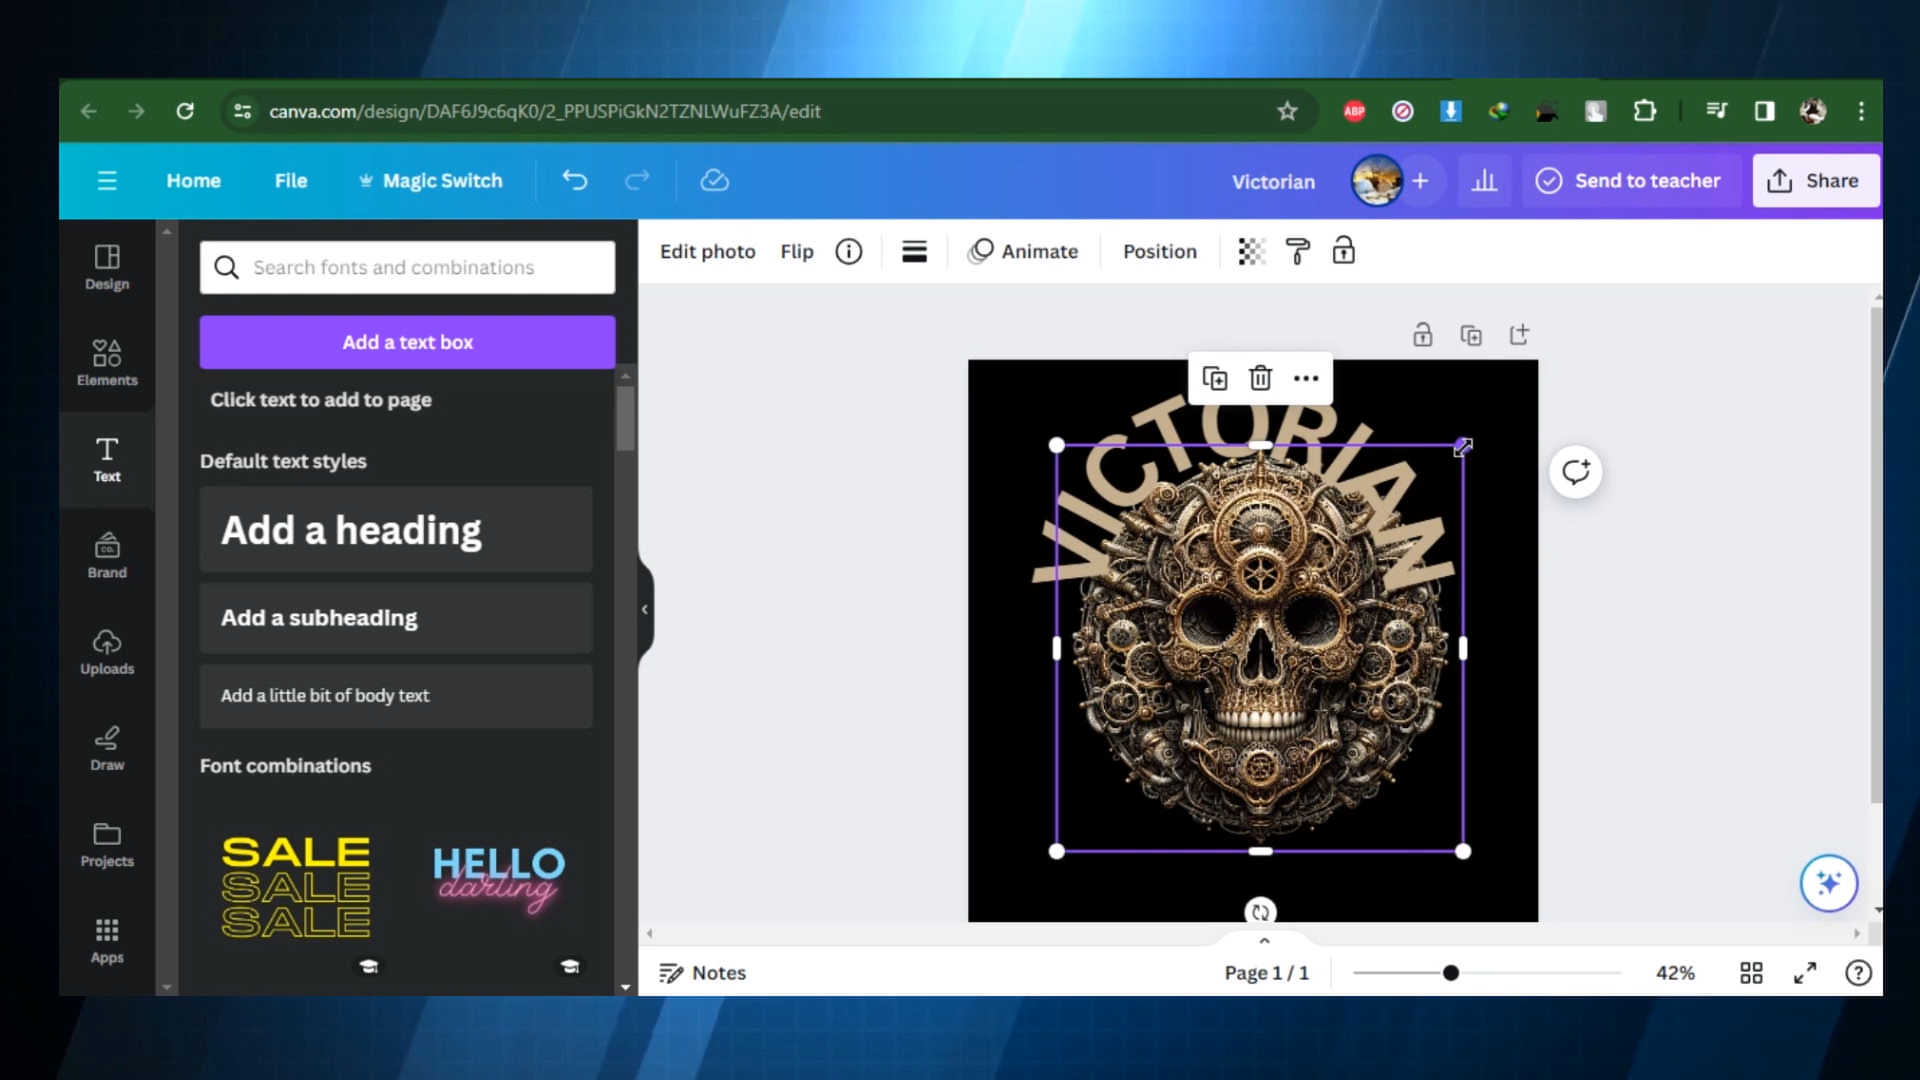 canva.com/design/DAF6J9c6qK0/2_PPUSPiGkN2TZNLWuFZ3A/edit
ABP
Home
File
Magic Switch
Victorian
Send to teacher
Share
Design
Elements
Text
Brand
CO.
Uploads
Draw
Projects
Apps
Search fonts and combinations
Add a text box
Click text to add to page
Default text styles
Add a heading
Add a subheading
Add a little bit of body text
Font combinations
SALE
SALE
SALE
HELLO
darling
Edit photo
Flip
Animate
Position
VICTORIAN
Notes
Page 1 / 1
42%